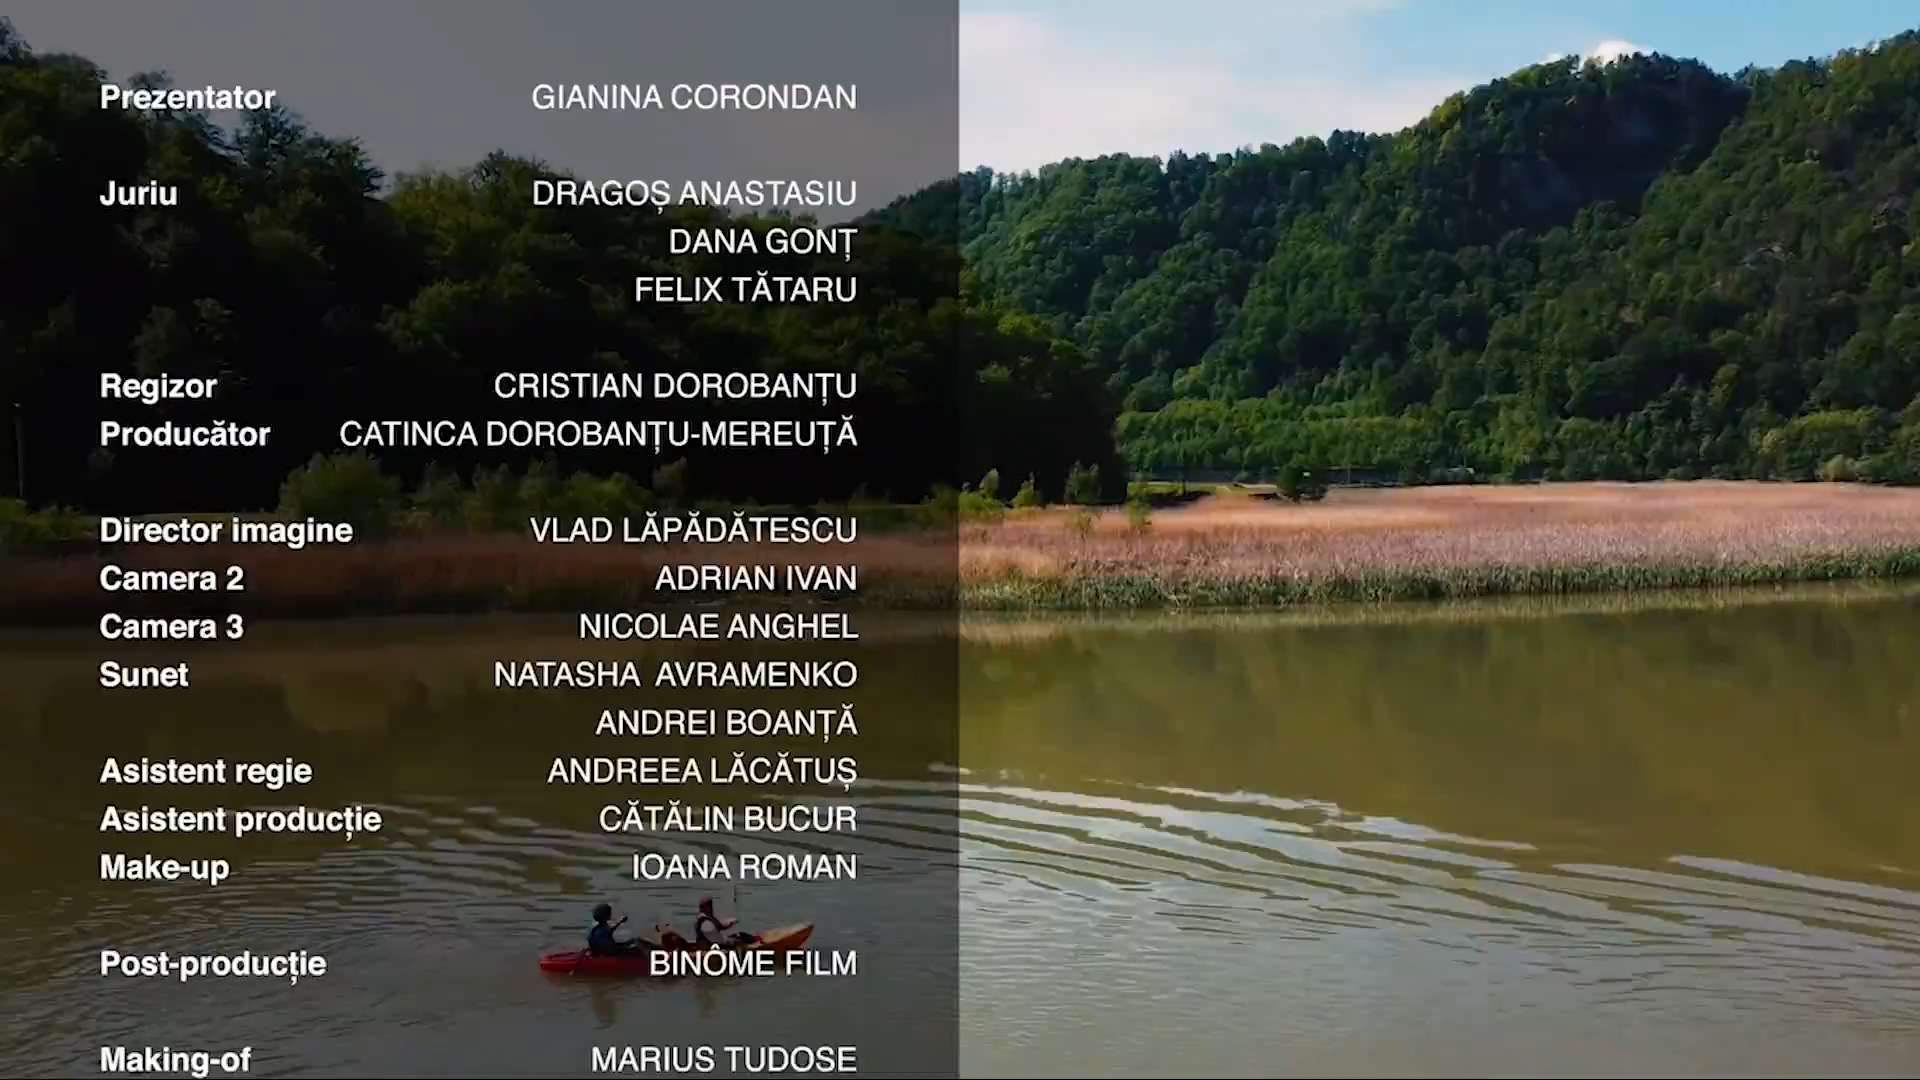 Prezentator GIANINA CORONDAN
Juriu DRAGOȘ ANASTASIU
DANA GONȚ
FELIX TĂTARU
Regizor CRISTIAN DOROBANȚU
Producător CATINCA DOROBANȚU-MEREUȚĂ
Director imagine VLAD LĂPĂDĂTESCU
Camera 2 ADRIAN IVAN
Camera 3 NICOLAE ANGHEL
Sunet NATASHA AVRAMENKO
ANDREI BOANȚĂ
Asistent regie ANDREEA LĂCĂTUȘ
Asistent producție CĂTĂLIN BUCUR
Make-up IOANA ROMAN
Post-producție BINÔME FILM
Making-of MARIUS TUDOSE